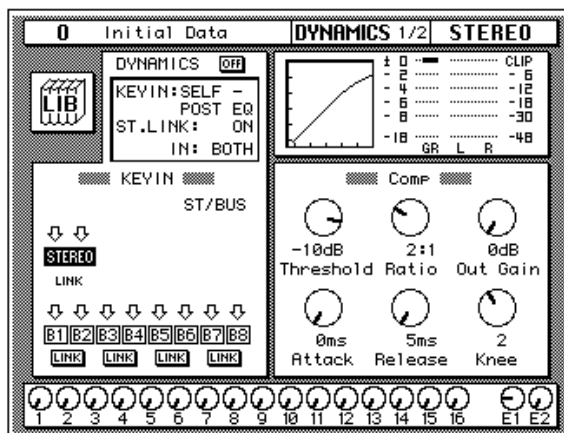 0 Initial Data DYNAMICS 1/2 STEREO
LIB
DYNAMICS OFF
KEYIN:SELF -
POST EQ
ST.LINK: ON
IN: BOTH
± 0 CLIP
- 2 - 6
- 4 - 12
- 6 - 18
- 8 - 30
- 18 - 48
GR L R
KEYIN
ST/BUS
STEREO
LINK
B1 B2 B3 B4 B5 B6 B7 B8
LINK LINK LINK LINK
Comp
-10dB 2:1 0dB
Threshold Ratio Out Gain
0ms 5ms 2
Attack Release Knee
1 2 3 4 5 6 7 8 9 10 11 12 13 14 15 16 E1 E2